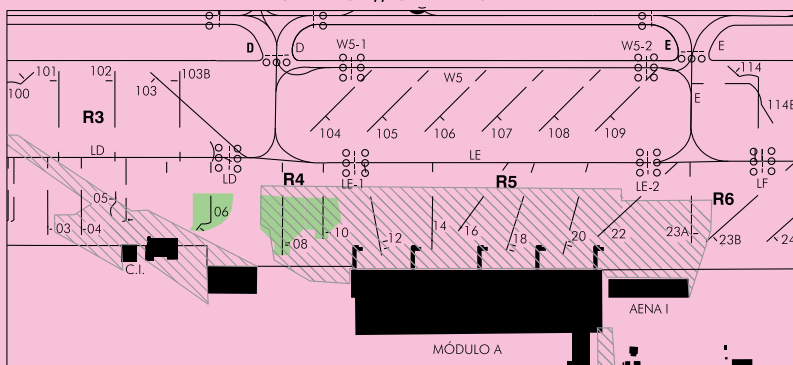 D
D
W5-1
W5-2
E
E
101
102
103B
103
100
W5
114
E
114B
R3
104
105
106
107
108
109
LD
LD
LE
LE-1
LE-2
LF
R4
R5
R6
05
06
03
04
08
10
12
14
16
18
20
22
23A
23B
24
C.I.
AENA I
MÓDULO A